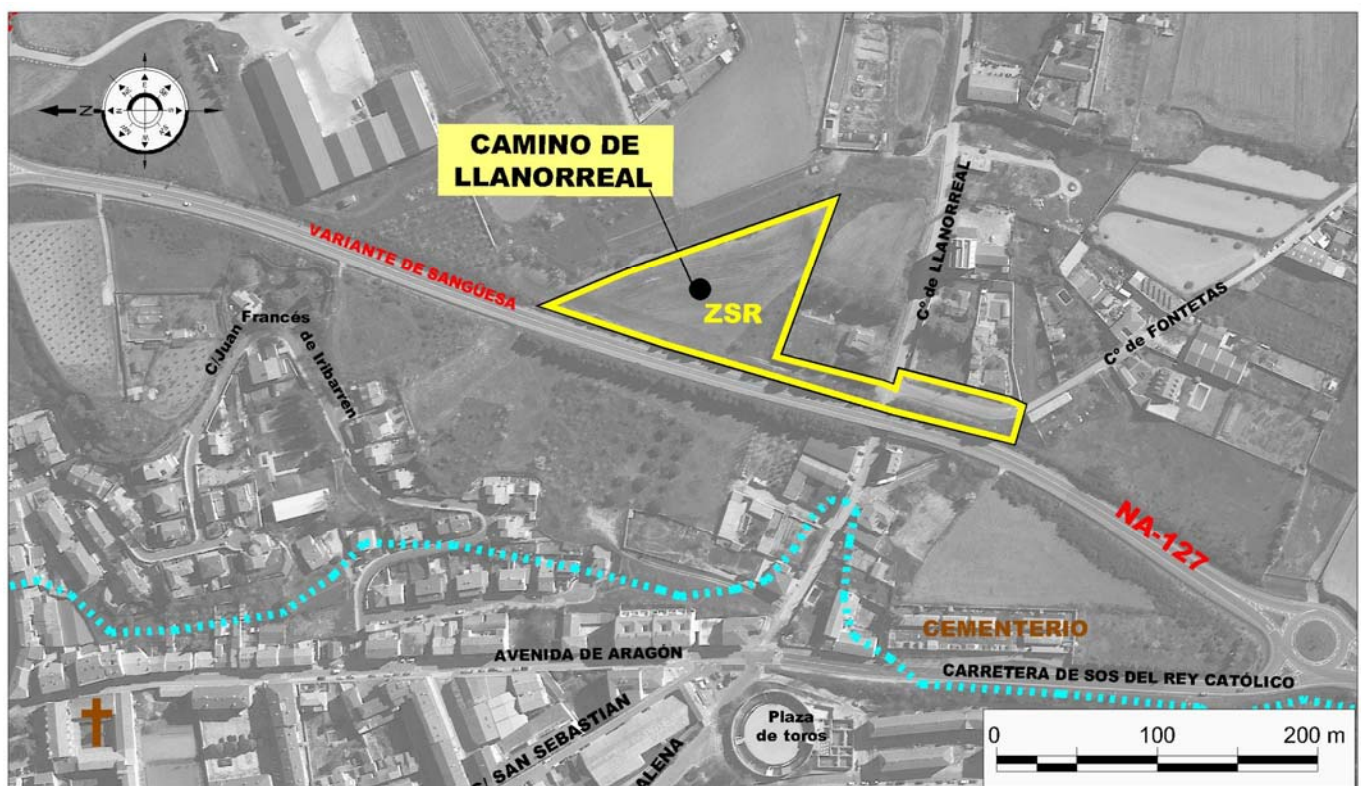 N
CAMINO DE
LLANORREAL
VARIANTE DE SANGÜESA
ZSR
Cº de LLANORREAL
Cº de FONTETAS
C/Juan
Francés
de Iribarren
NA-127
CEMENTERIO
AVENIDA DE ARAGÓN
CARRETERA DE SOS DEL REY CATÓLICO
Plaza
de toros
C/ SAN SEBASTIAN
ALENA
0 100 200 m